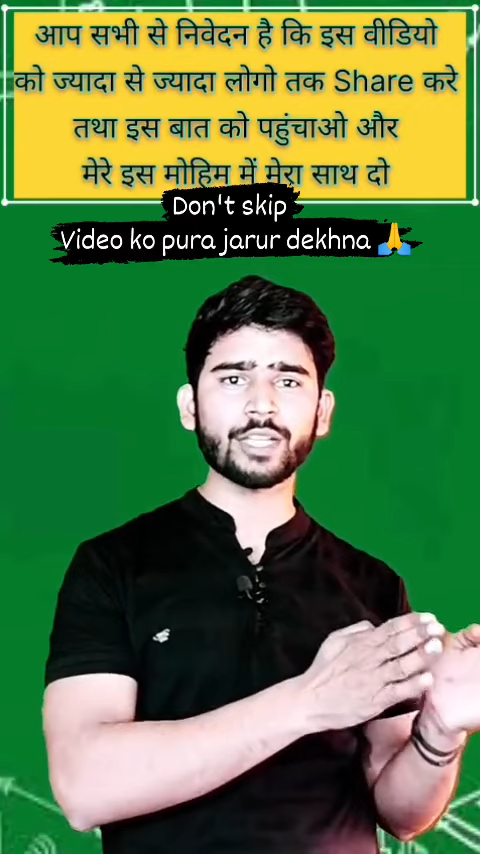 आप सभी से निवेदन है कि इस वीडियो
को ज्यादा से ज्यादा लोगो तक Share करे
तथा इस बात को पहुंचाओ और
मेरे इस मोहिम में मेरा साथ दो
Don't skip
Video ko pura jarur dekhna 🙏